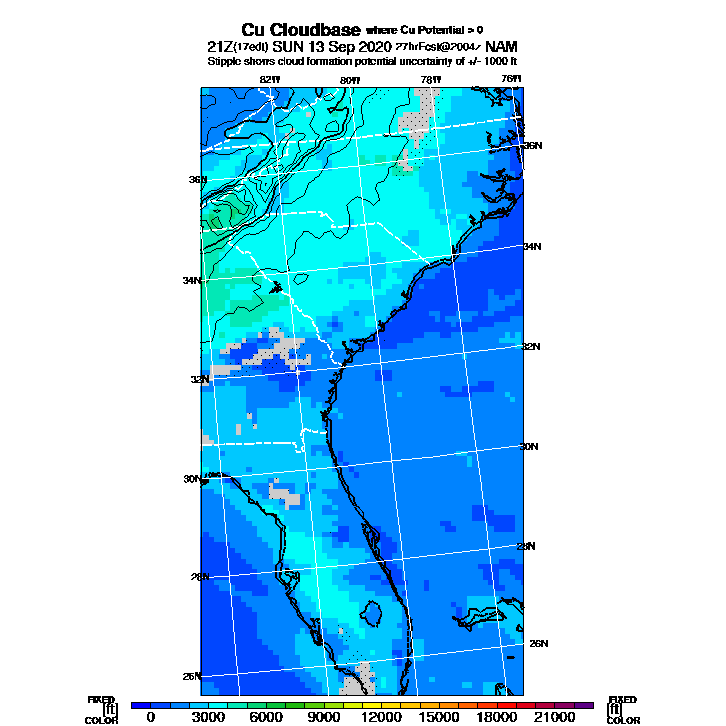 Cu Cloudbase where Cu Potential > 0
21Z(17edt) SUN 13 Sep 2020 27hrFcst@2004z NAM
Stipple shows cloud formation potential uncertainty of +/- 1000 ft
82W 80W 78W 76W
36N
36N
34N
34N
32N
32N
30N
30N
28N
28N
26N
26N
FIXED FIXED
[ft] 0 3000 6000 9000 12000 15000 18000 21000 [ft]
COLOR COLOR